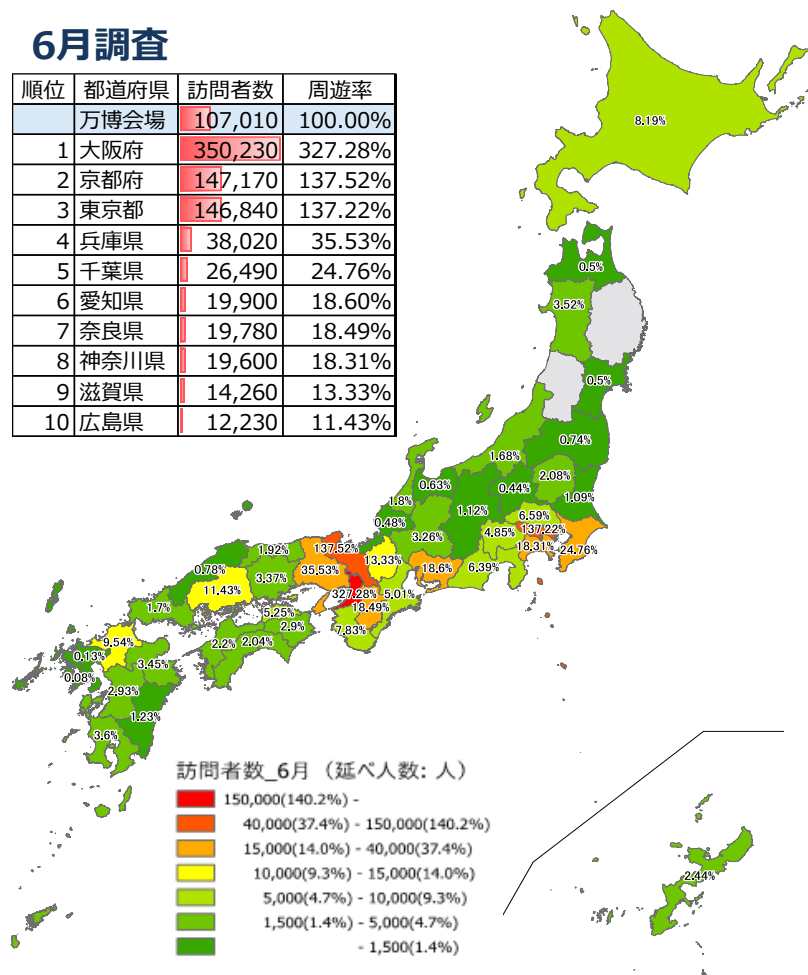 6月調査
順位 都道府県 訪問者数 周遊率
万博会場 107,010 100.00%
1 大阪府 350,230 327.28%
2 京都府 147,170 137.52%
3 東京都 146,840 137.22%
4 兵庫県 38,020 35.53%
5 千葉県 26,490 24.76%
6 愛知県 19,900 18.60%
7 奈良県 19,780 18.49%
8 神奈川県 19,600 18.31%
9 滋賀県 14,260 13.33%
10 広島県 12,230 11.43%
8.19%
0.5%
3.52%
0.5%
0.74%
1.68%
2.08%
0.63%
0.44%
1.8%
1.09%
1.12%
6.59%
0.48%
4.85%
137.22%
3.26%
1.92%
137.52%
13.33%
18.31%
24.76%
0.78%
35.53%
18.6%
6.39%
3.37%
11.43%
327.28%
5.01%
1.7%
18.49%
5.25%
2.9%
7.83%
9.54%
2.2%
2.04%
0.13%
3.45%
0.08%
2.93%
1.23%
3.6%
2.44%
訪問者数_6月（延べ人数: 人）
150,000(140.2%) -
40,000(37.4%) - 150,000(140.2%)
15,000(14.0%) - 40,000(37.4%)
10,000(9.3%) - 15,000(14.0%)
5,000(4.7%) - 10,000(9.3%)
1,500(1.4%) - 5,000(4.7%)
- 1,500(1.4%)